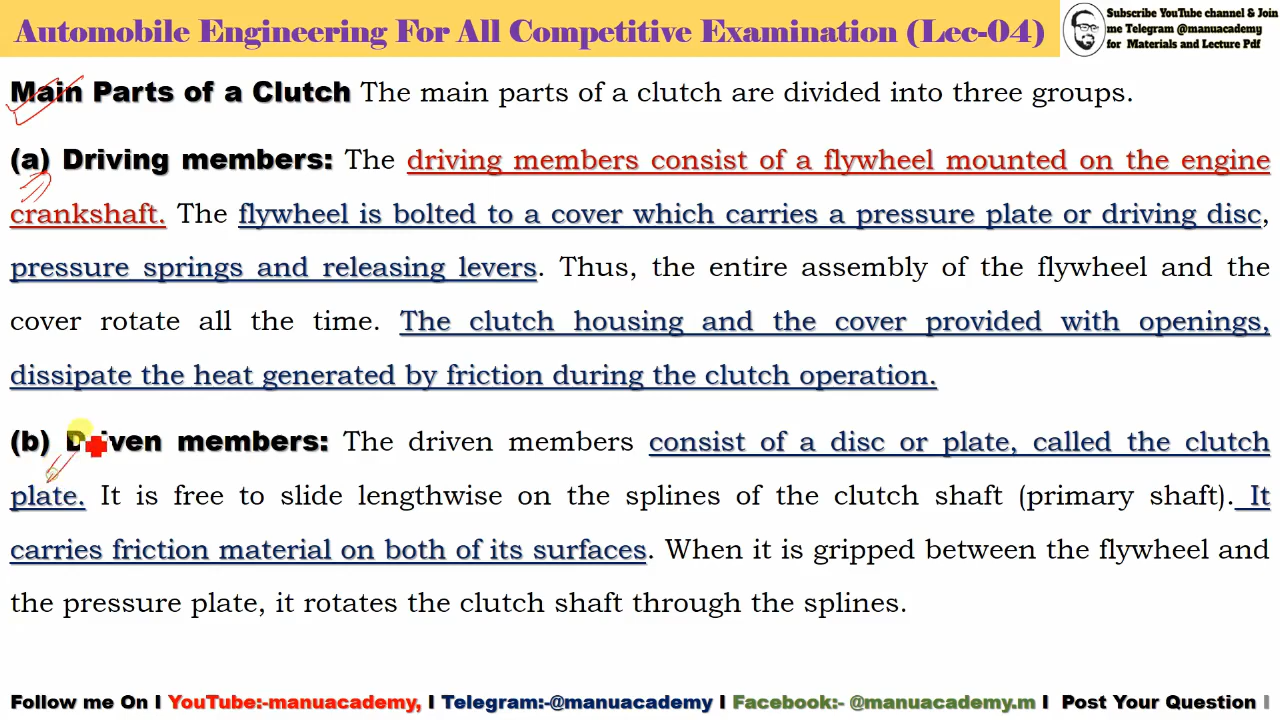 Automobile Engineering For All Competitive Examination (Lec-04)
Subscribe YouTube channel & Join
me Telegram @manuacademy
for Materials and Lecture Pdf
Main Parts of a Clutch The main parts of a clutch are divided into three groups.
(a) Driving members: The driving members consist of a flywheel mounted on the engine
crankshaft. The flywheel is bolted to a cover which carries a pressure plate or driving disc,
pressure springs and releasing levers. Thus, the entire assembly of the flywheel and the
cover rotate all the time. The clutch housing and the cover provided with openings,
dissipate the heat generated by friction during the clutch operation.
(b) Driven members: The driven members consist of a disc or plate, called the clutch
plate. It is free to slide lengthwise on the splines of the clutch shaft (primary shaft). It
carries friction material on both of its surfaces. When it is gripped between the flywheel and
the pressure plate, it rotates the clutch shaft through the splines.
Follow me On I YouTube:-manuacademy, I Telegram:-@manuacademy I Facebook:- @manuacademy.m I Post Your Question I